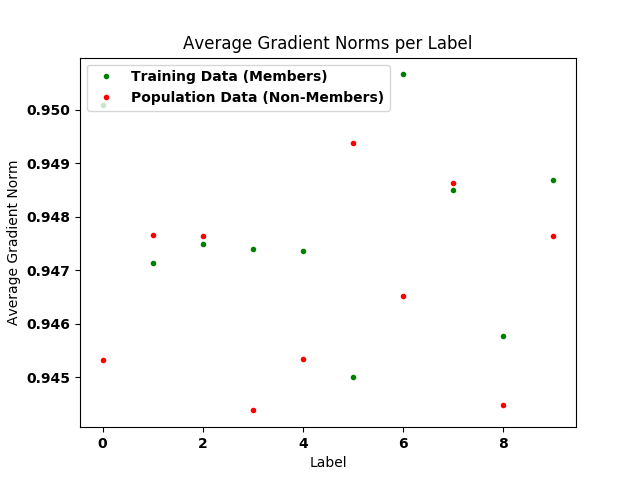 Average Gradient Norms per Label
Training Data (Members)
Population Data (Non-Members)
0.950
0.949
0.948
0.947
0.946
0.945
Average Gradient Norm
0 2 4 6 8
Label